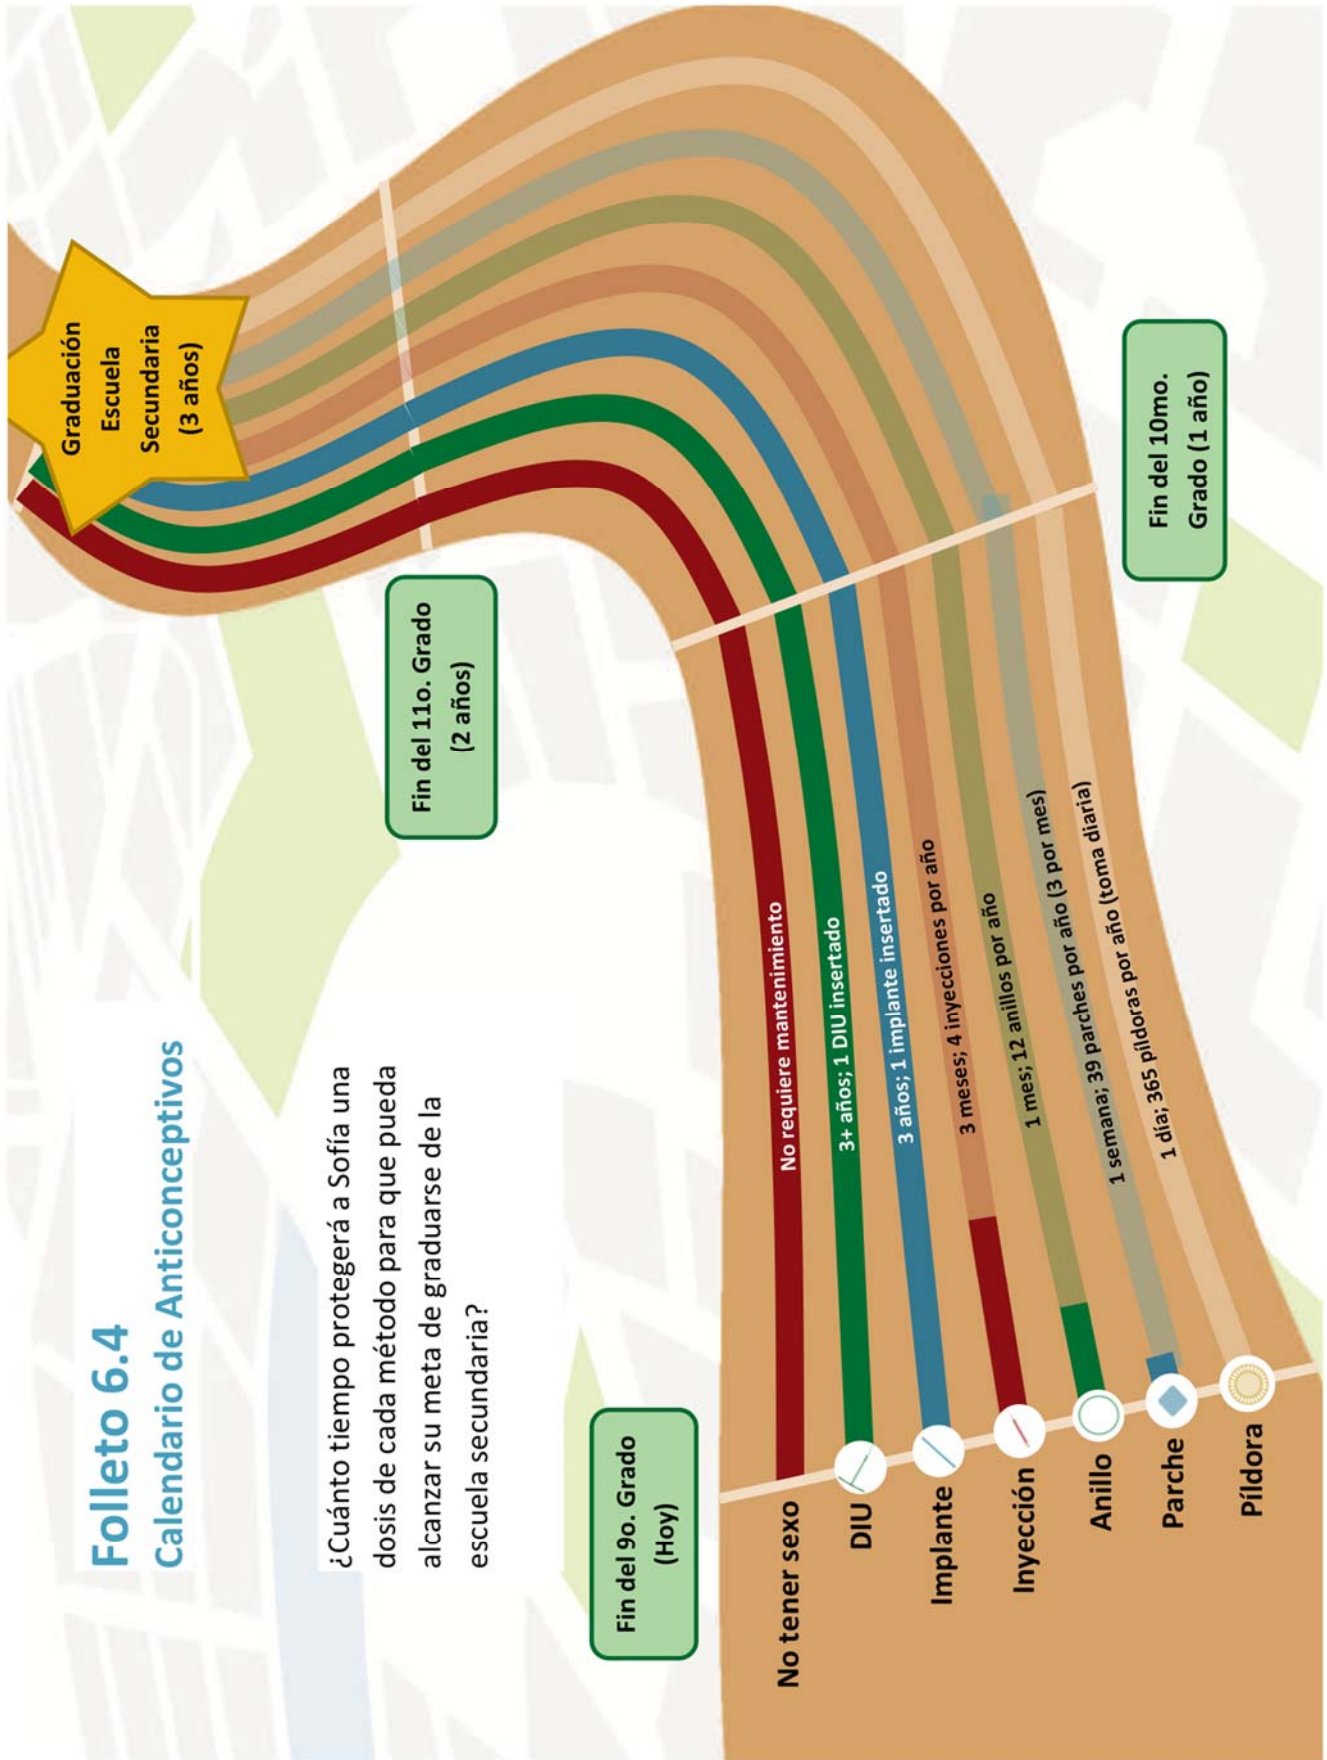 Folleto 6.4
Calendario de Anticonceptivos
¿Cuánto tiempo protegerá a Sofía una
dosis de cada método para que pueda
alcanzar su meta de graduarse de la
escuela secundaria?
Fin del 9o. Grado
(Hoy)
Fin del 11o. Grado
(2 años)
Graduación
Escuela
Secundaria
(3 años)
Fin del 10mo.
Grado (1 año)
No tener sexo
No requiere mantenimiento
DIU
3+ años; 1 DIU insertado
Implante
3 años; 1 implante insertado
Inyección
3 meses; 4 inyecciones por año
Anillo
1 mes; 12 anillos por año
Parche
1 semana; 39 parches por año (3 por mes)
Píldora
1 día; 365 píldoras por año (toma diaria)